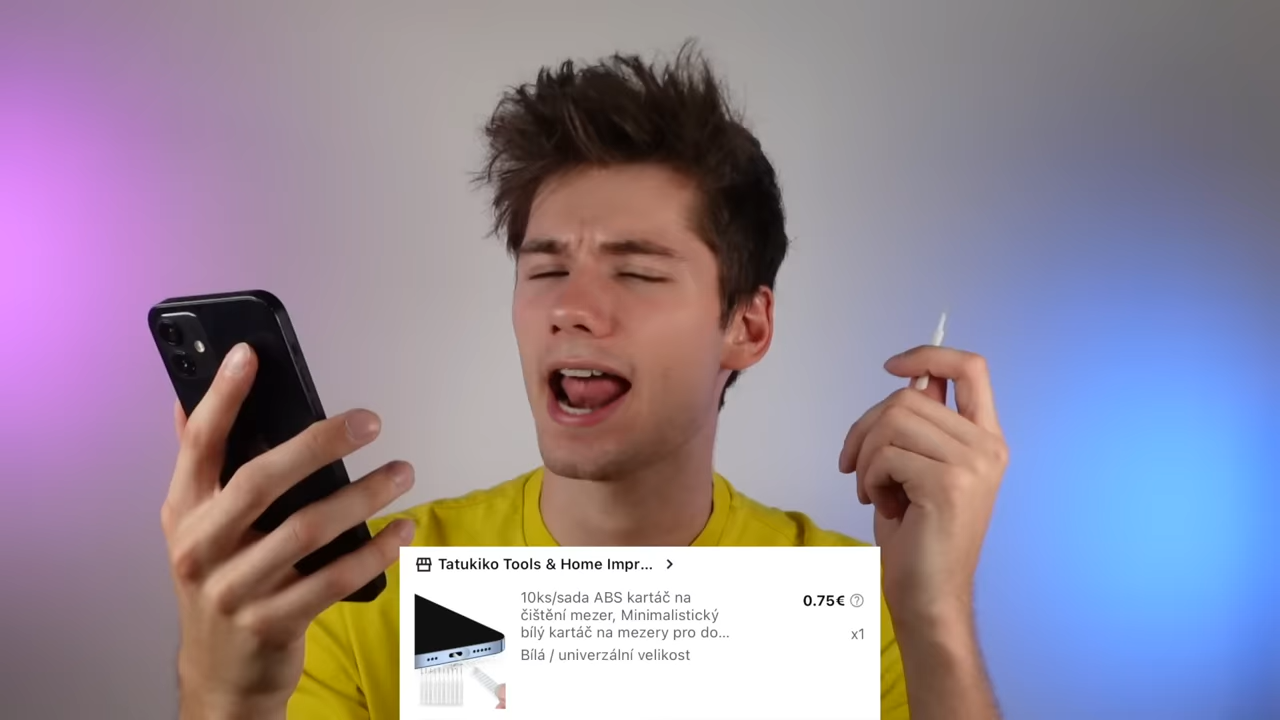 Tatukiko Tools & Home Impr...
10ks/sada ABS kartáč na
čištění mezer, Minimalistický
bílý kartáč na mezery pro do...
Bílá / univerzální velikost
0.75€
x1